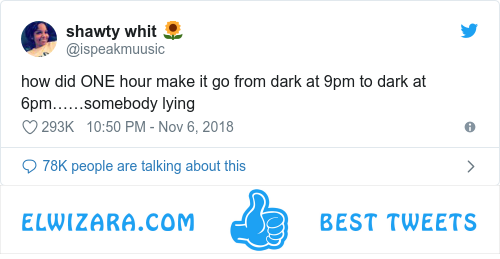 shawty whit 🌻
@ispeakmuusic
how did ONE hour make it go from dark at 9pm to dark at
6pm……somebody lying
293K 10:50 PM - Nov 6, 2018
78K people are talking about this
ELWIZARA.COM BEST TWEETS